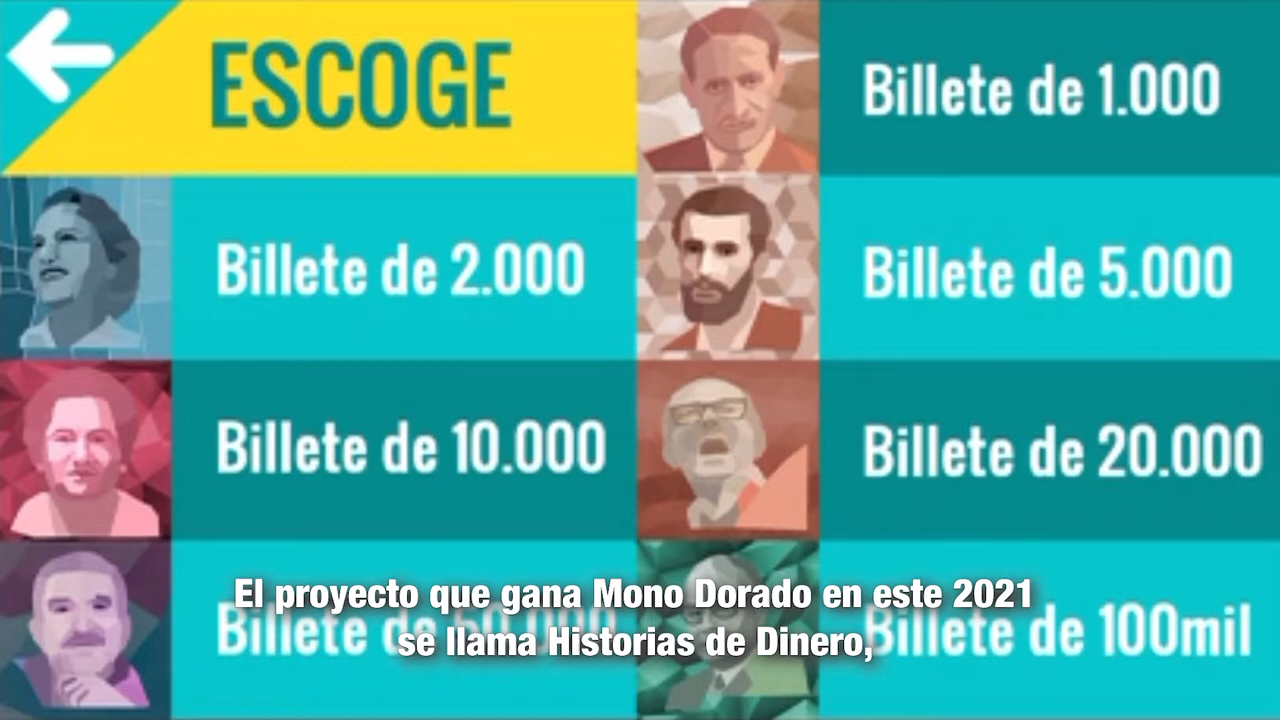 ESCOGE
Billete de 1.000
Billete de 2.000
Billete de 5.000
Billete de 10.000
Billete de 20.000
Billete de
Billete de 100mil
El proyecto que gana Mono Dorado en este 2021
se llama Historias de Dinero,